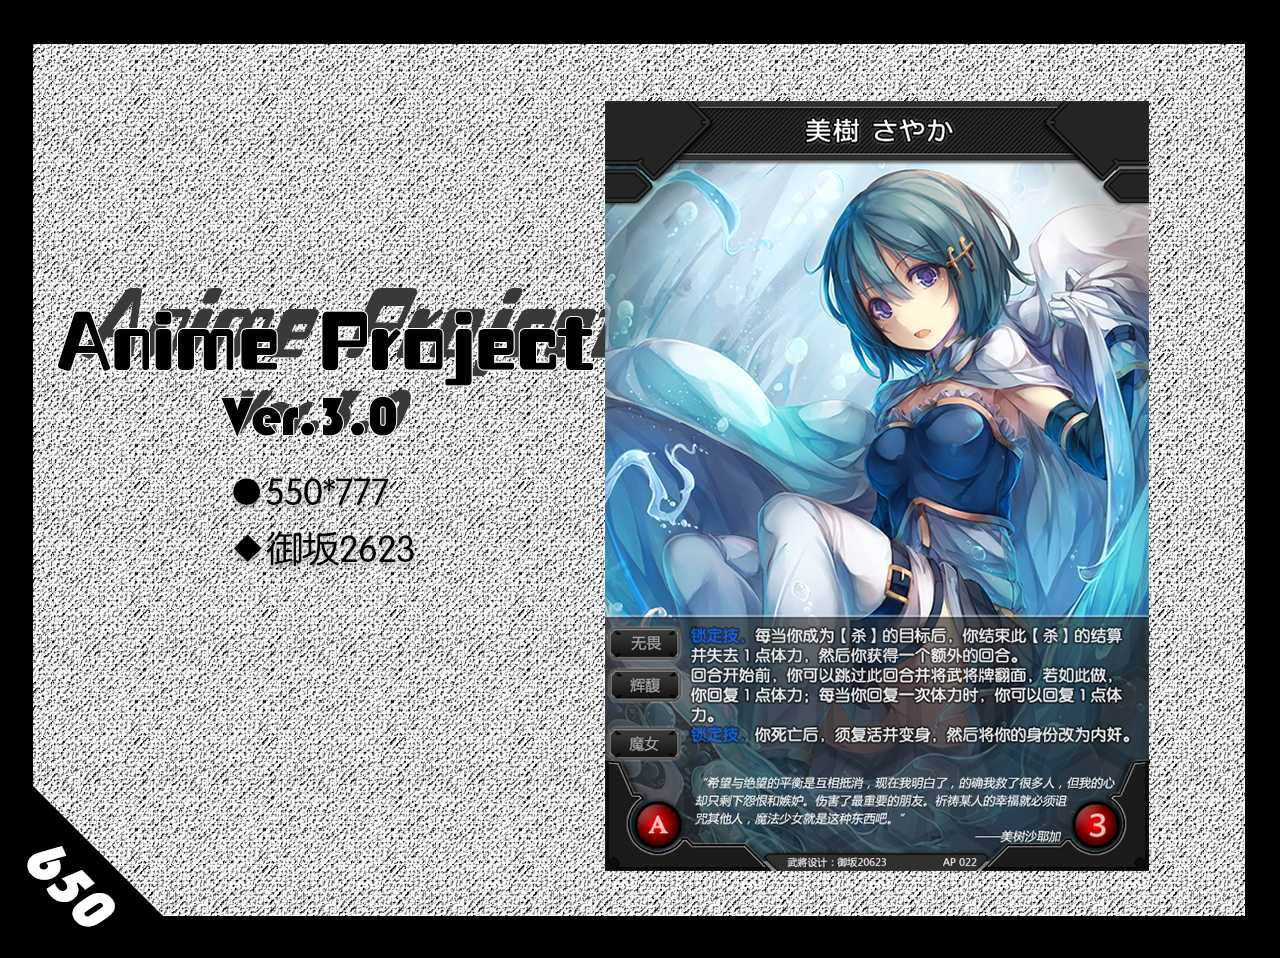 美樹 さやか
Anime Project
Ver.3.0
●550*777
◆御坂2623
无畏
锁定技。每当你成为【杀】的目标后，你结束此【杀】的结算
并失去1点体力，然后你获得一个额外的回合。
辉馥
回合开始前，你可以跳过此回合并将武将牌翻面，若如此做，
你回复1点体力；每当你回复一次体力时，你可以回复1点体
力。
魔女
锁定技。你死亡后，须复活并变身，然后将你的身份改为内奸。
“希望与绝望的平衡是互相抵消，现在我明白了，的确我救了很多人，但我的心
却只剩下怨恨和嫉妒。伤害了最重要的朋友。祈祷某人的幸福就必须诅
咒其他人，魔法少女就是这种东西吧。”
——美树沙耶加
A
3
武将设计：御坂20623
AP 022
650